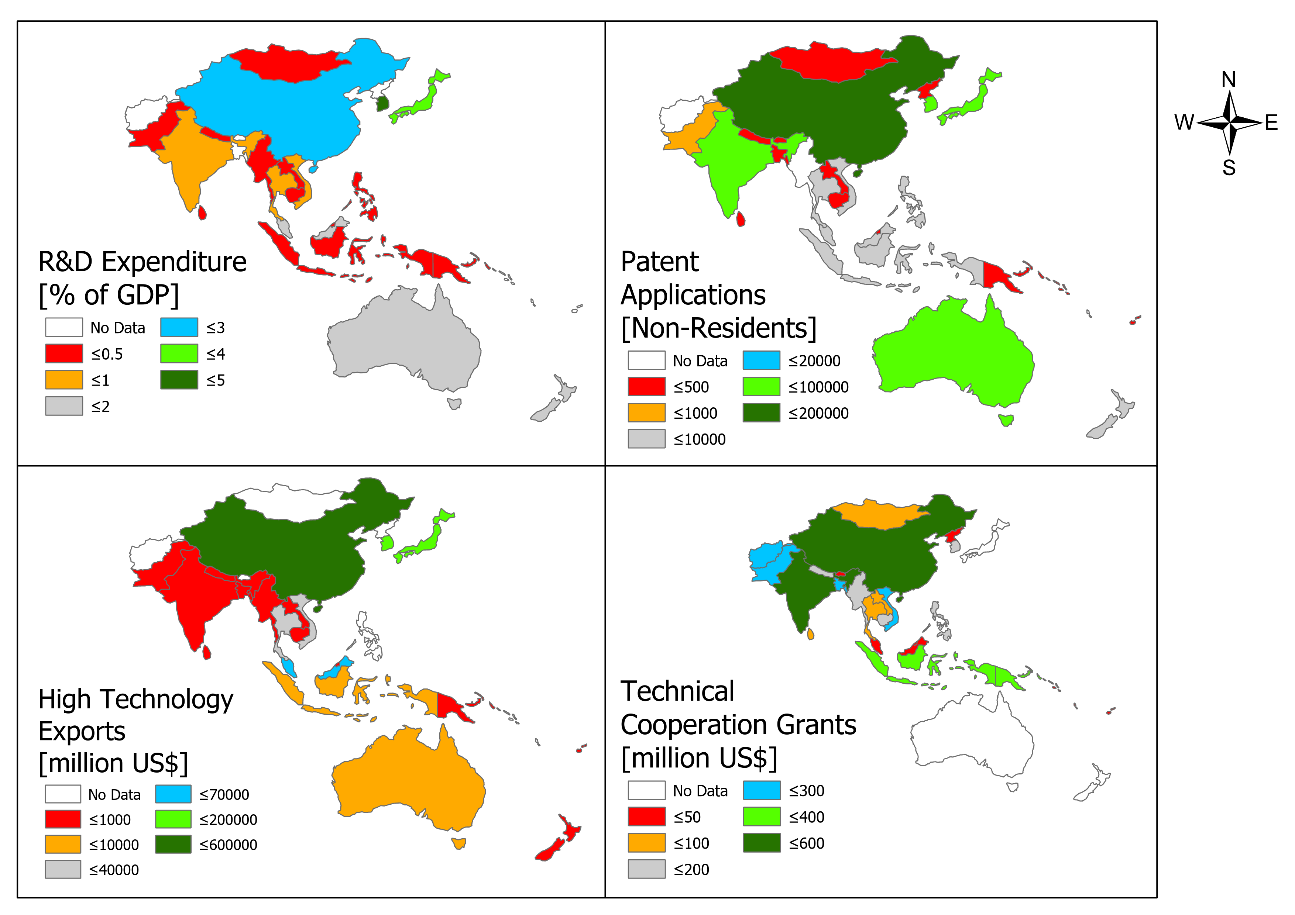 R&D Expenditure
[% of GDP]
No Data
≤0.5
≤1
≤2
≤3
≤4
≤5
Patent
Applications
[Non-Residents]
No Data
≤500
≤1000
≤10000
≤20000
≤100000
≤200000
N
W
E
S
High Technology
Exports
[million US$]
No Data
≤1000
≤10000
≤40000
≤70000
≤200000
≤600000
Technical
Cooperation Grants
[million US$]
No Data
≤50
≤100
≤200
≤300
≤400
≤600